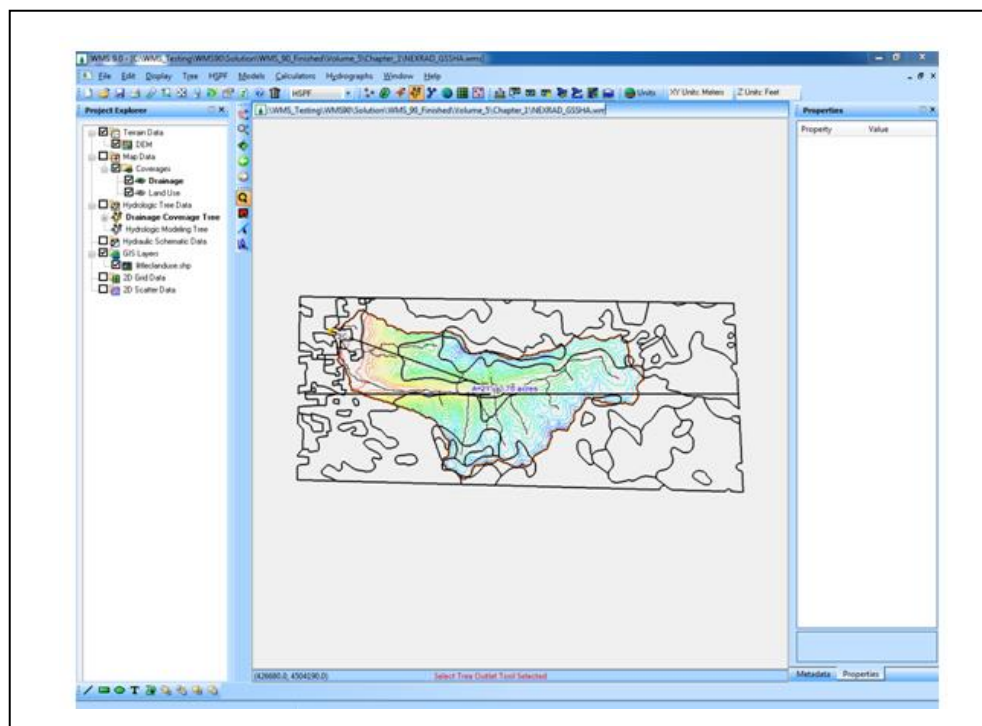 WMS 9.0 - [C:\WMS_Testing\WMS90\Solution\WMS_90_Finished\Volume_5\Chapter_1\NEXRAD_GSSHA.wms]
File Edit Display Tree HSPF Models Calculators Hydrographs Window Help
HSPF Units XY Units: Meters Z Units: Feet
Project Explorer
Terrain Data
DEM
Map Data
Coverages
Drainage
Land Use
Hydrologic Tree Data
Drainage Coverage Tree
Hydrologic Modeling Tree
Hydraulic Schematic Data
GIS Layers
2D Grid Data
2D Scatter Data
\WMS_Testing\WMS90\Solution\WMS_90_Finished\Volume_5\Chapter_1\NEXRAD_GSSHA.wms
acres
Properties
Property Value
(426680.0, 4504190.0) Select Tree Outlet Tool Selected
Metadata Properties